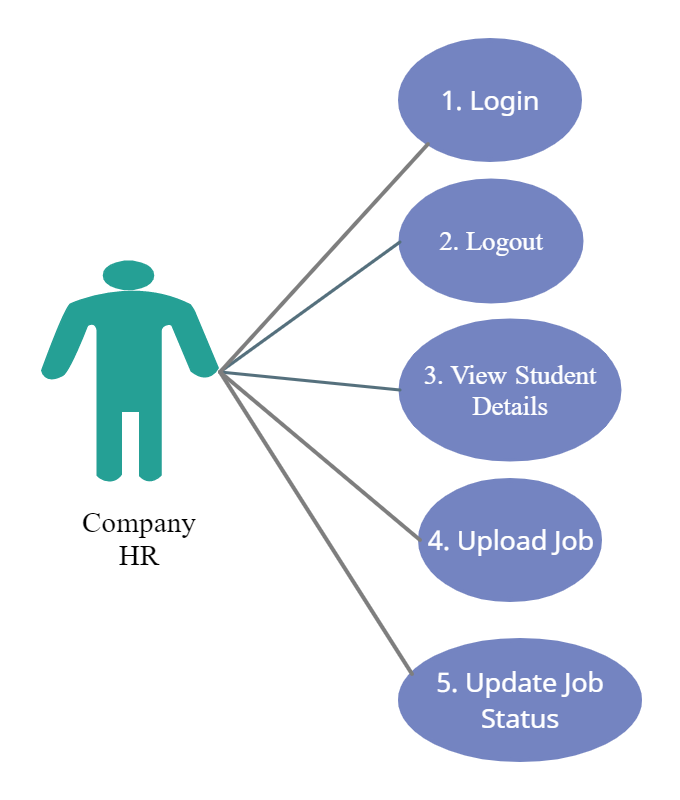 1. Login
2. Logout
3. View Student
Details
4. Upload Job
5. Update Job
Status
Company
HR